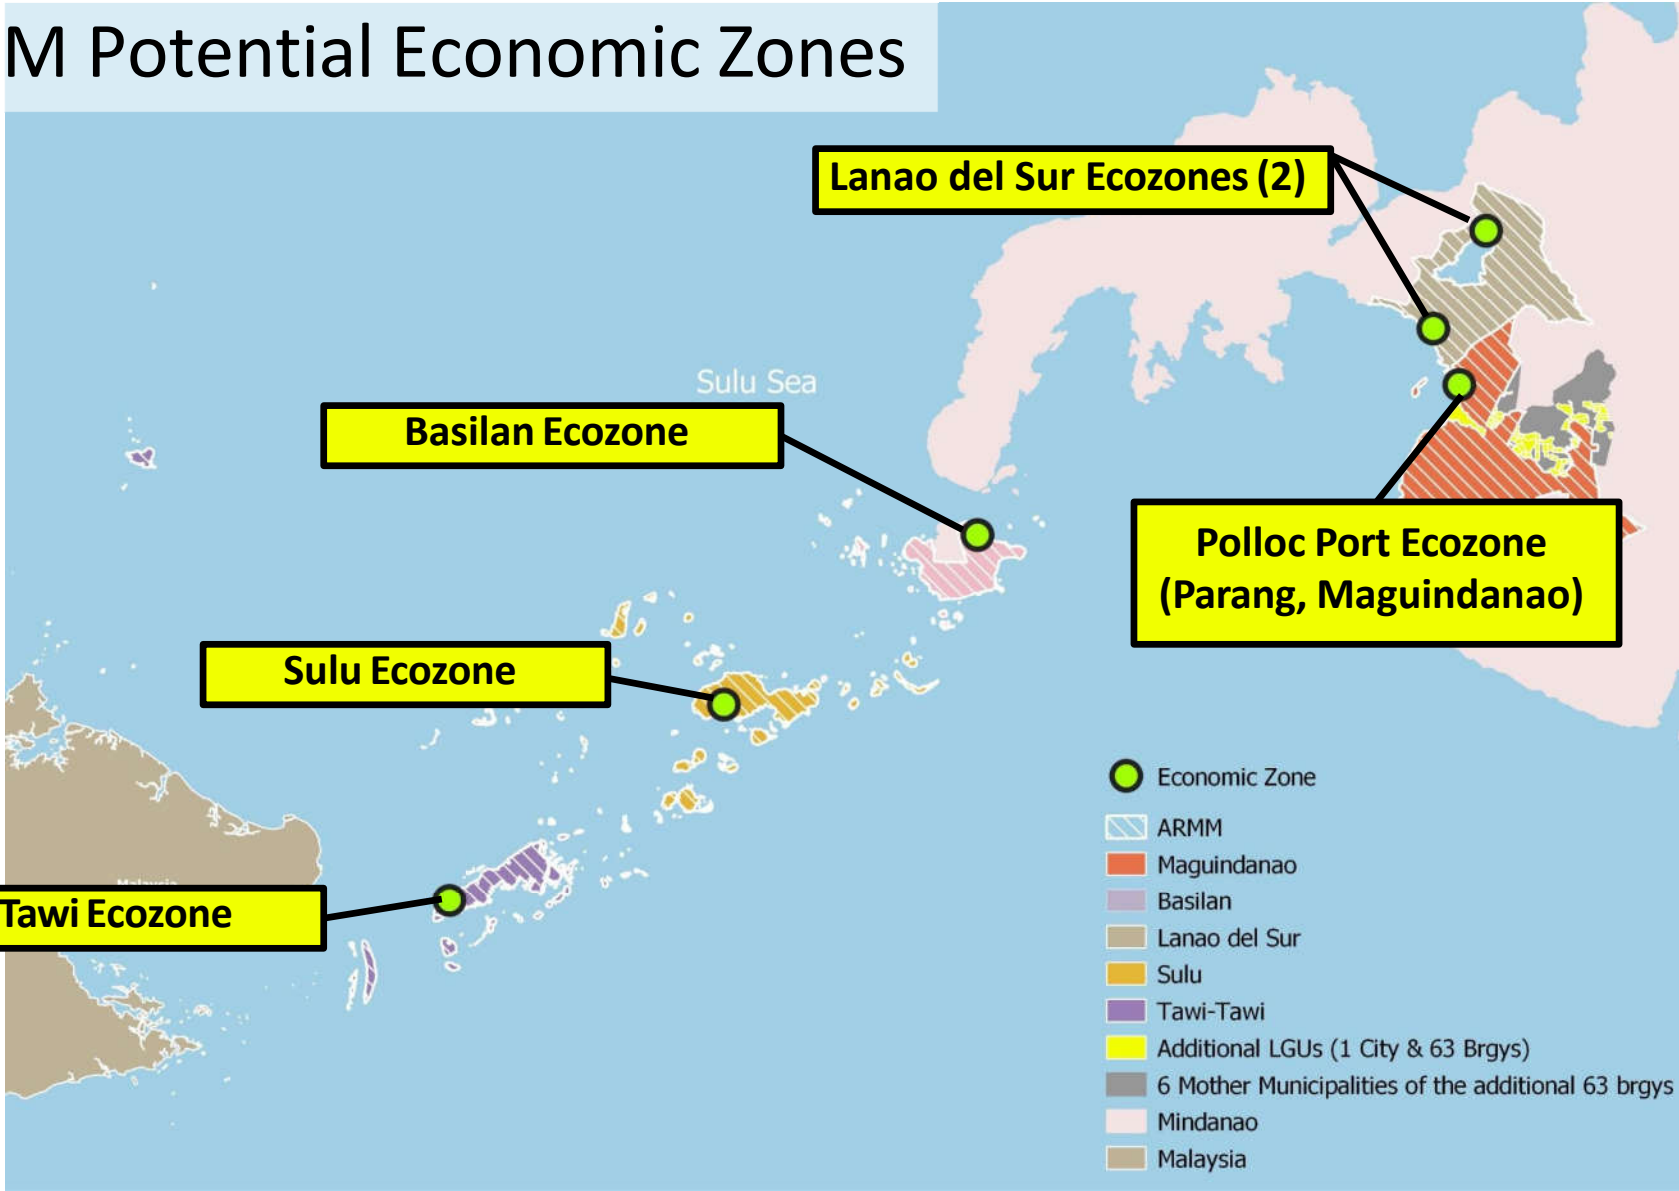 M Potential Economic Zones
Lanao del Sur Ecozones (2)
Sulu Sea
Basilan Ecozone
Polloc Port Ecozone
(Parang, Maguindanao)
Sulu Ecozone
Economic Zone
ARMM
Maguindanao
Malaysia
Basilan
Tawi Ecozone
Lanao del Sur
Sulu
Tawi-Tawi
Additional LGUs (1 City & 63 Brgys)
6 Mother Municipalities of the additional 63 brgys
Mindanao
Malaysia